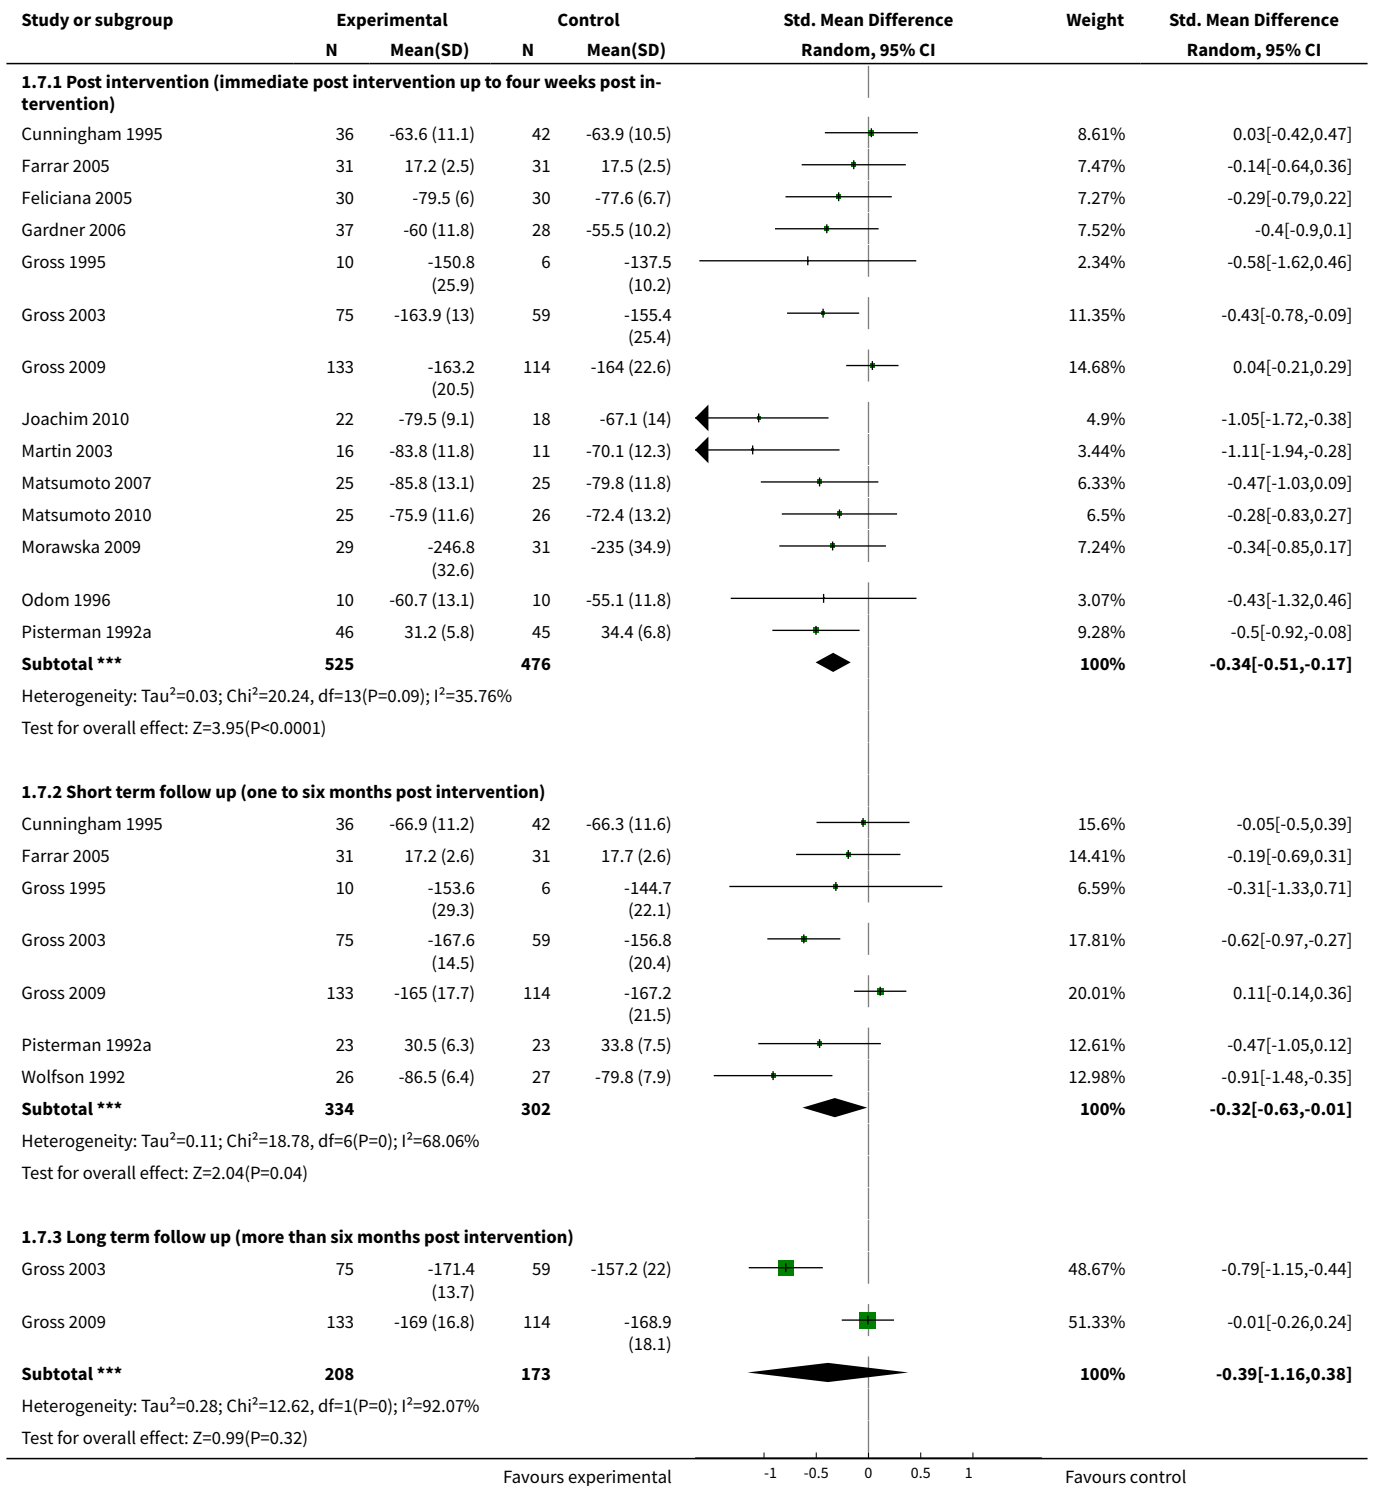 Study or subgroup Experimental Control Std. Mean Difference Weight Std. Mean Difference
N Mean(SD) N Mean(SD) Random, 95% CI Random, 95% CI
1.7.1 Post intervention (immediate post intervention up to four weeks post in-
tervention)
Cunningham 1995 36 -63.6 (11.1) 42 -63.9 (10.5) 8.61% 0.03[-0.42,0.47]
Farrar 2005 31 17.2 (2.5) 31 17.5 (2.5) 7.47% -0.14[-0.64,0.36]
Feliciana 2005 30 -79.5 (6) 30 -77.6 (6.7) 7.27% -0.29[-0.79,0.22]
Gardner 2006 37 -60 (11.8) 28 -55.5 (10.2) 7.52% -0.4[-0.9,0.1]
Gross 1995 10 -150.8 6 -137.5 2.34% -0.58[-1.62,0.46]
(25.9) (10.2)
Gross 2003 75 -163.9 (13) 59 -155.4 11.35% -0.43[-0.78,-0.09]
(25.4)
Gross 2009 133 -163.2 114 -164 (22.6) 14.68% 0.04[-0.21,0.29]
(20.5)
Joachim 2010 22 -79.5 (9.1) 18 -67.1 (14) 4.9% -1.05[-1.72,-0.38]
Martin 2003 16 -83.8 (11.8) 11 -70.1 (12.3) 3.44% -1.11[-1.94,-0.28]
Matsumoto 2007 25 -85.8 (13.1) 25 -79.8 (11.8) 6.33% -0.47[-1.03,0.09]
Matsumoto 2010 25 -75.9 (11.6) 26 -72.4 (13.2) 6.5% -0.28[-0.83,0.27]
Morawska 2009 29 -246.8 31 -235 (34.9) 7.24% -0.34[-0.85,0.17]
(32.6)
Odom 1996 10 -60.7 (13.1) 10 -55.1 (11.8) 3.07% -0.43[-1.32,0.46]
Pisterman 1992a 46 31.2 (5.8) 45 34.4 (6.8) 9.28% -0.5[-0.92,-0.08]
Subtotal *** 525 476 100% -0.34[-0.51,-0.17]
Heterogeneity: Tau²=0.03; Chi²=20.24, df=13(P=0.09); I²=35.76%
Test for overall effect: Z=3.95(P<0.0001)
1.7.2 Short term follow up (one to six months post intervention)
Cunningham 1995 36 -66.9 (11.2) 42 -66.3 (11.6) 15.6% -0.05[-0.5,0.39]
Farrar 2005 31 17.2 (2.6) 31 17.7 (2.6) 14.41% -0.19[-0.69,0.31]
Gross 1995 10 -153.6 6 -144.7 6.59% -0.31[-1.33,0.71]
(29.3) (22.1)
Gross 2003 75 -167.6 59 -156.8 17.81% -0.62[-0.97,-0.27]
(14.5) (20.4)
Gross 2009 133 -165 (17.7) 114 -167.2 20.01% 0.11[-0.14,0.36]
(21.5)
Pisterman 1992a 23 30.5 (6.3) 23 33.8 (7.5) 12.61% -0.47[-1.05,0.12]
Wolfson 1992 26 -86.5 (6.4) 27 -79.8 (7.9) 12.98% -0.91[-1.48,-0.35]
Subtotal *** 334 302 100% -0.32[-0.63,-0.01]
Heterogeneity: Tau²=0.11; Chi²=18.78, df=6(P=0); I²=68.06%
Test for overall effect: Z=2.04(P=0.04)
1.7.3 Long term follow up (more than six months post intervention)
Gross 2003 75 -171.4 59 -157.2 (22) 48.67% -0.79[-1.15,-0.44]
(13.7)
Gross 2009 133 -169 (16.8) 114 -168.9 51.33% -0.01[-0.26,0.24]
(18.1)
Subtotal *** 208 173 100% -0.39[-1.16,0.38]
Heterogeneity: Tau²=0.28; Chi²=12.62, df=1(P=0); I²=92.07%
Test for overall effect: Z=0.99(P=0.32)
Favours experimental -1 -0.5 0 0.5 1 Favours control